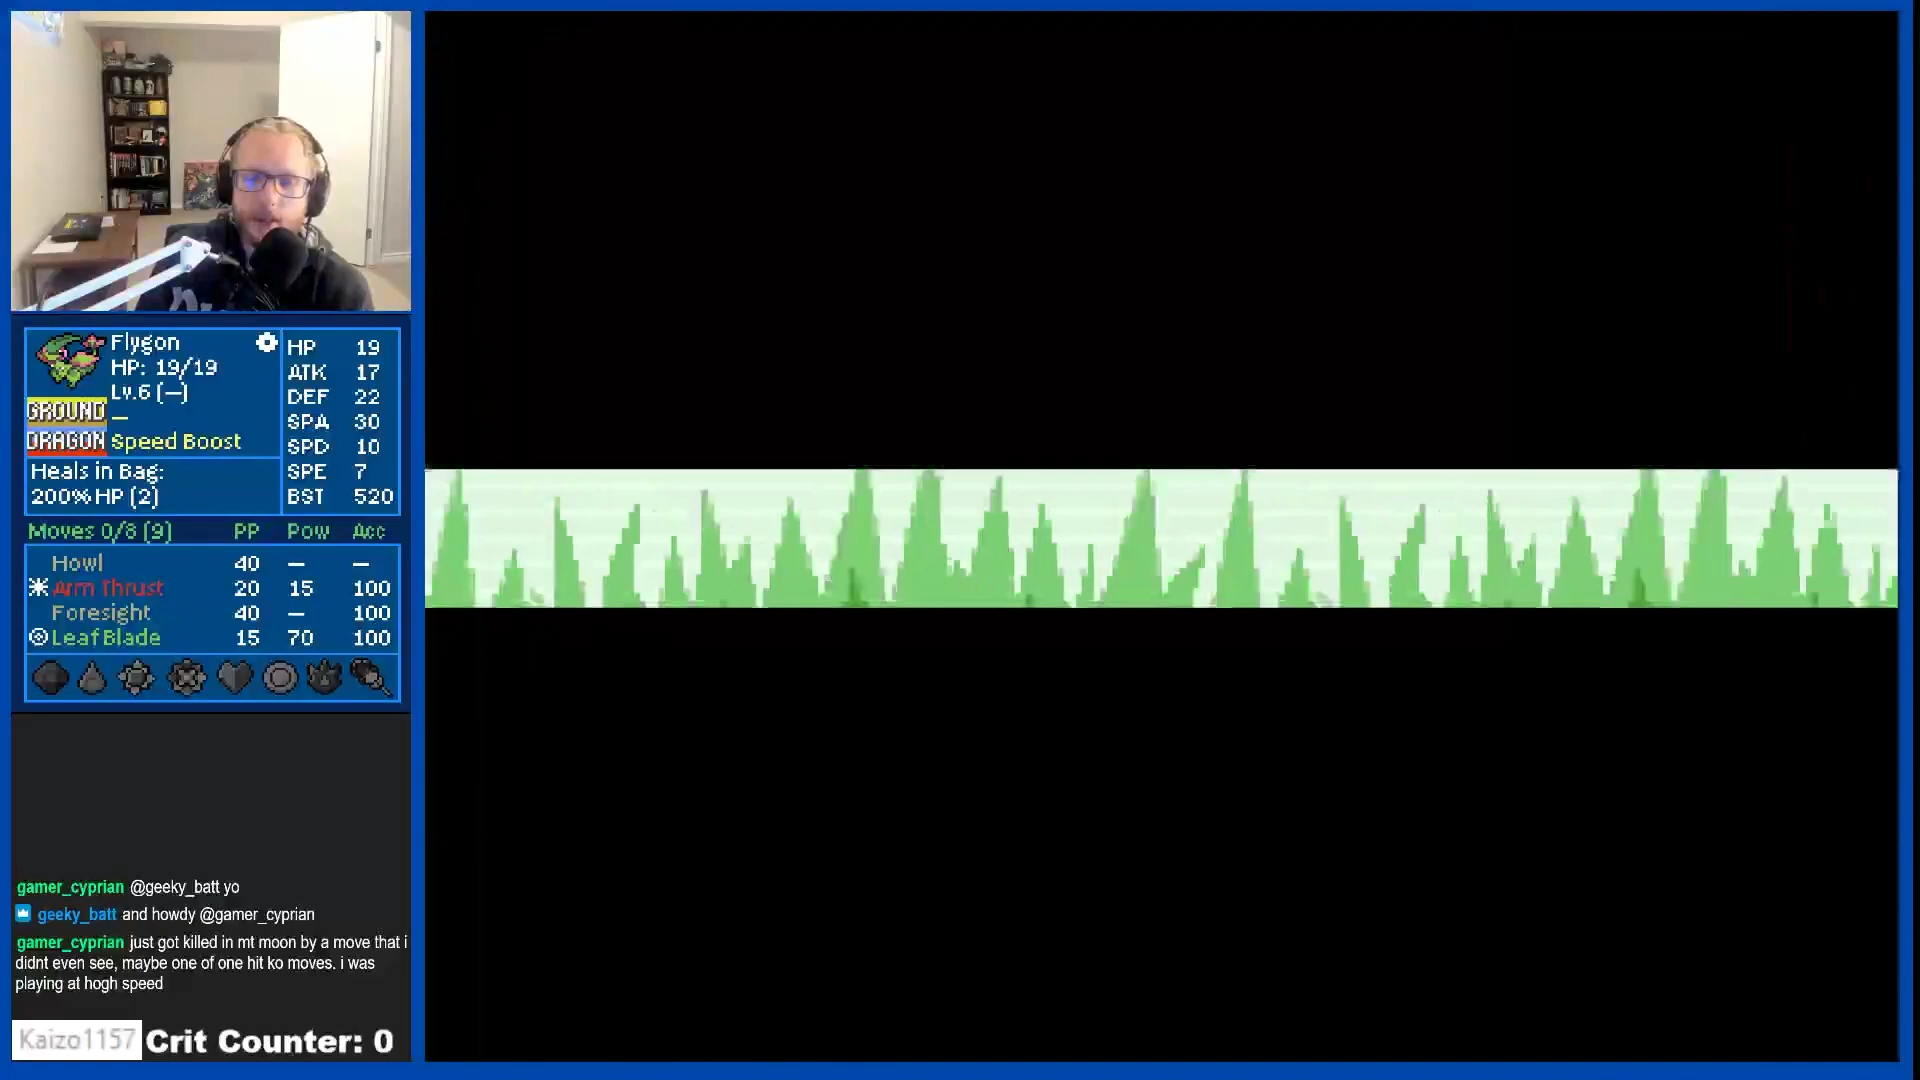 Flygon
HP: 19/19
Lv.6 (—)
GROUND —
DRAGON Speed Boost
Heals in Bag:
200% HP (2)
HP 19
ATK 17
DEF 22
SPA 30
SPD 10
SPE 7
BST 520
Moves 0/8 (9) PP Pow Acc
Howl 40 — —
Arm Thrust 20 15 100
Foresight 40 — 100
Leaf Blade 15 70 100
gamer_cyprian @geeky_batt yo
geeky_batt and howdy @gamer_cyprian
gamer_cyprian just got killed in mt moon by a move that i
didnt even see, maybe one of one hit ko moves. i was
playing at hogh speed
Kaizo1157 Crit Counter: 0